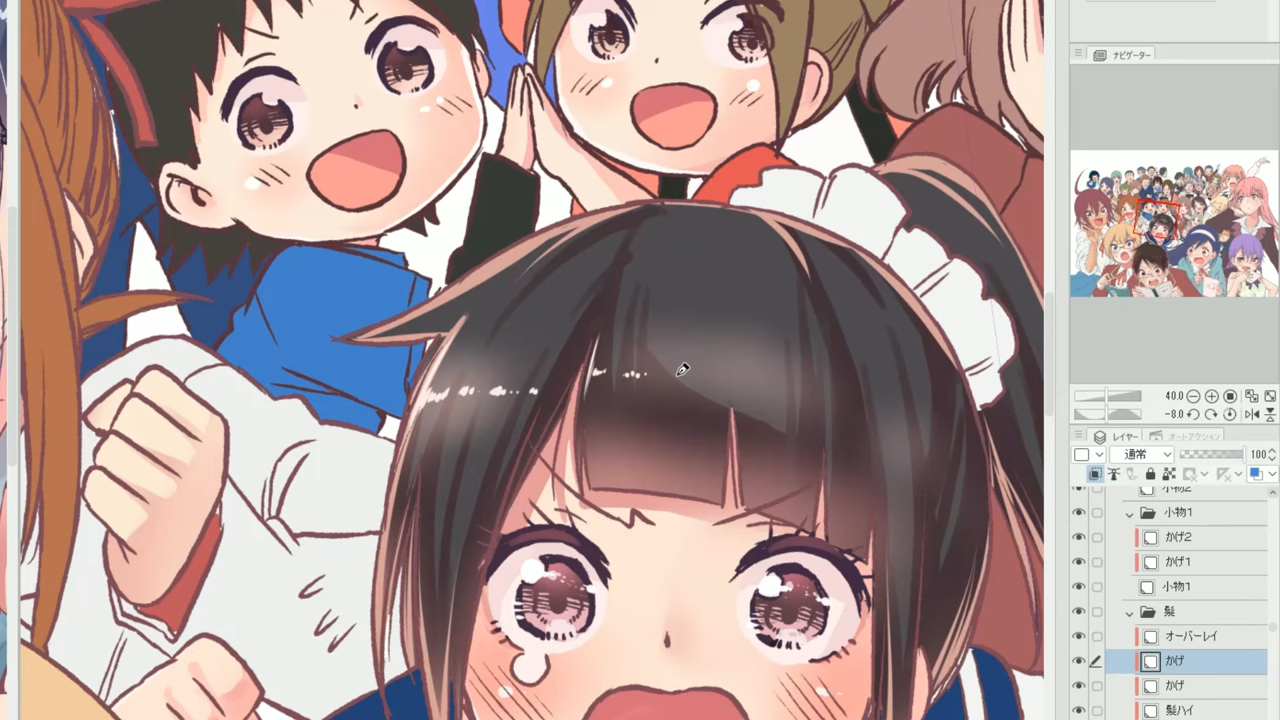 ナビゲーター
40.0
-8.0
レイヤー オートアクション
通常 100
小物2
小物1
かげ2
かげ1
小物1
髪
オーバーレイ
かげ
かげ
髪ハイ